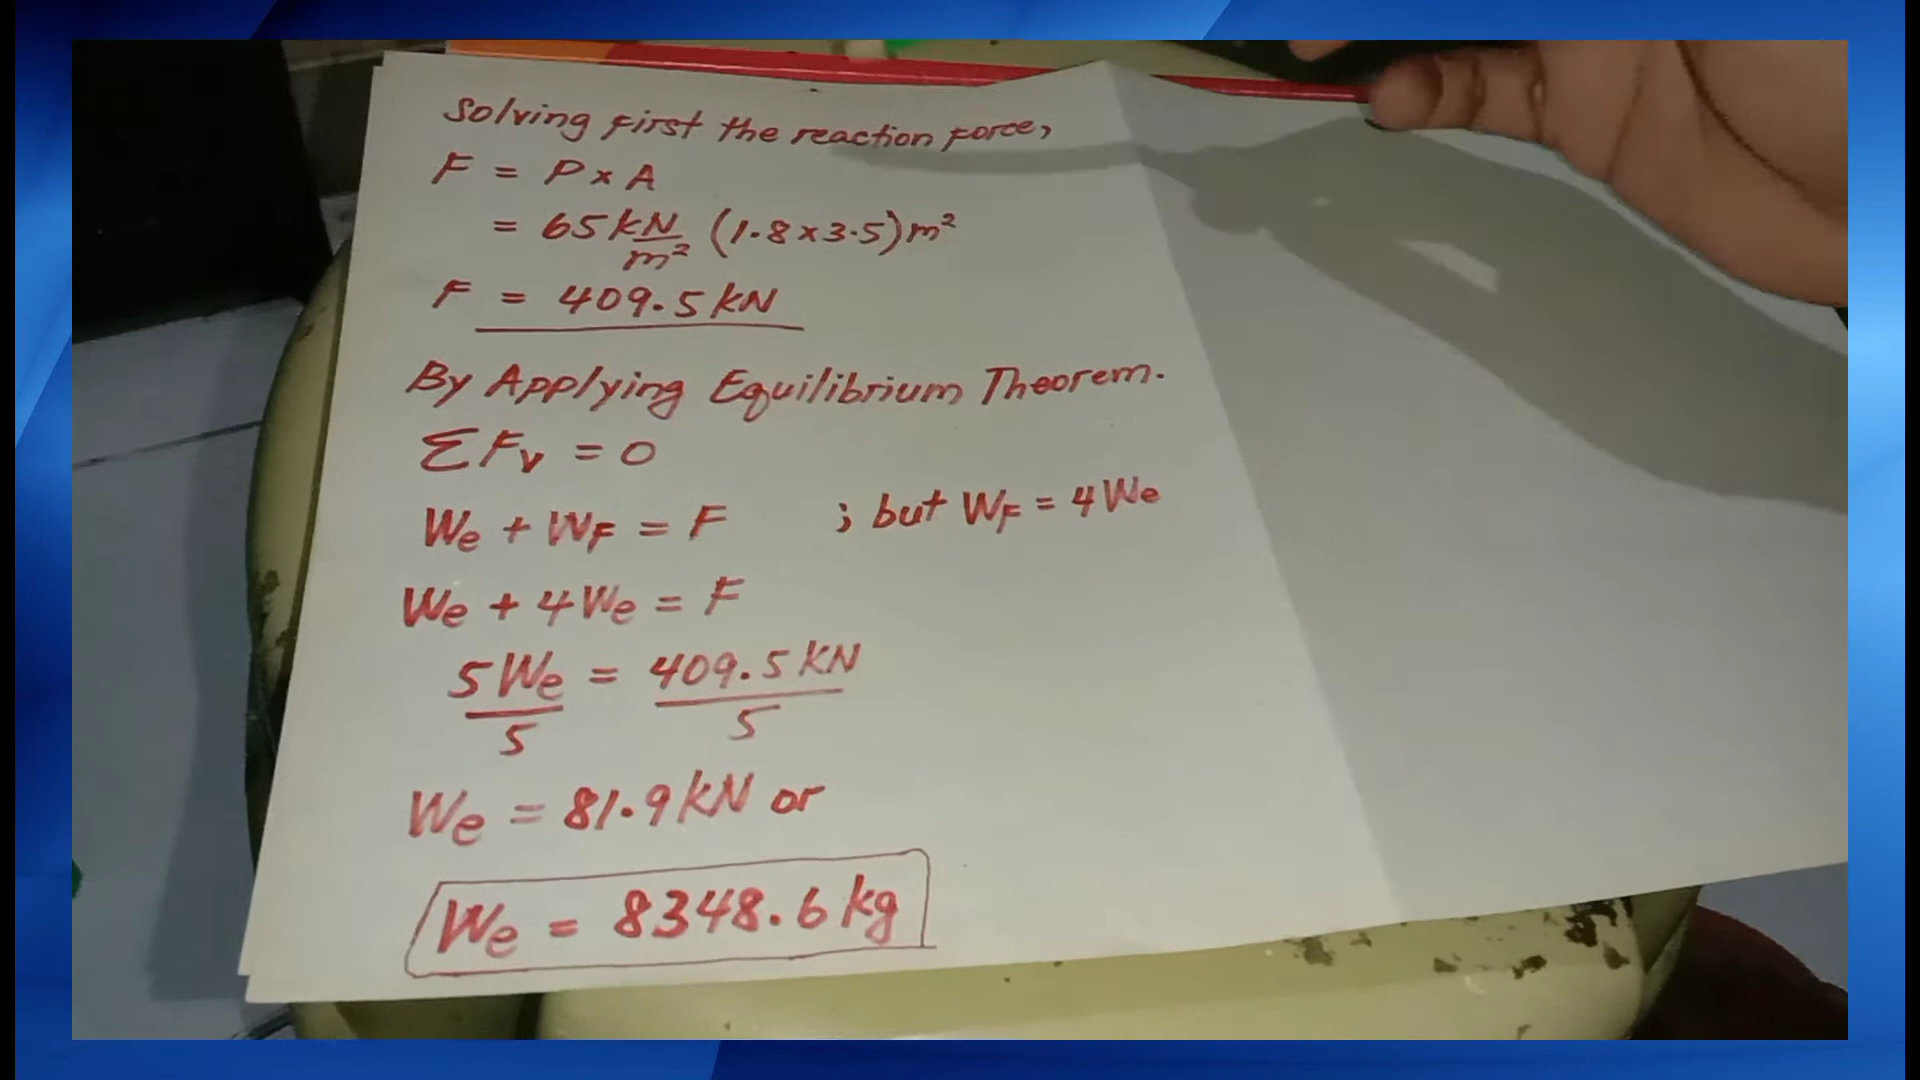 Solving First the reaction force,
F = P x A
= 65 kN/m² (1.8 x 3.5) m²
F = 409.5 kN
By Applying Equilibrium Theorem.
ΣFv = 0
We + WF = F ; but WF = 4We
We + 4We = F
5We/5 = 409.5 kN/5
We = 81.9 kN or
We = 8348.6 kg